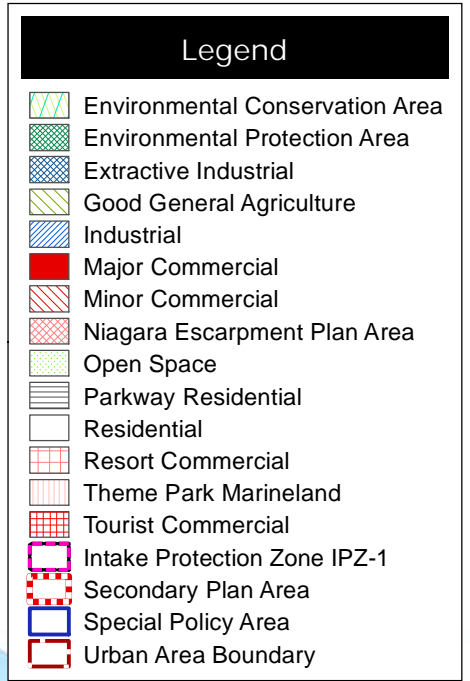 Legend
Environmental Conservation Area
Environmental Protection Area
Extractive Industrial
Good General Agriculture
Industrial
Major Commercial
Minor Commercial
Niagara Escarpment Plan Area
Open Space
Parkway Residential
Residential
Resort Commercial
Theme Park Marineland
Tourist Commercial
Intake Protection Zone IPZ-1
Secondary Plan Area
Special Policy Area
Urban Area Boundary